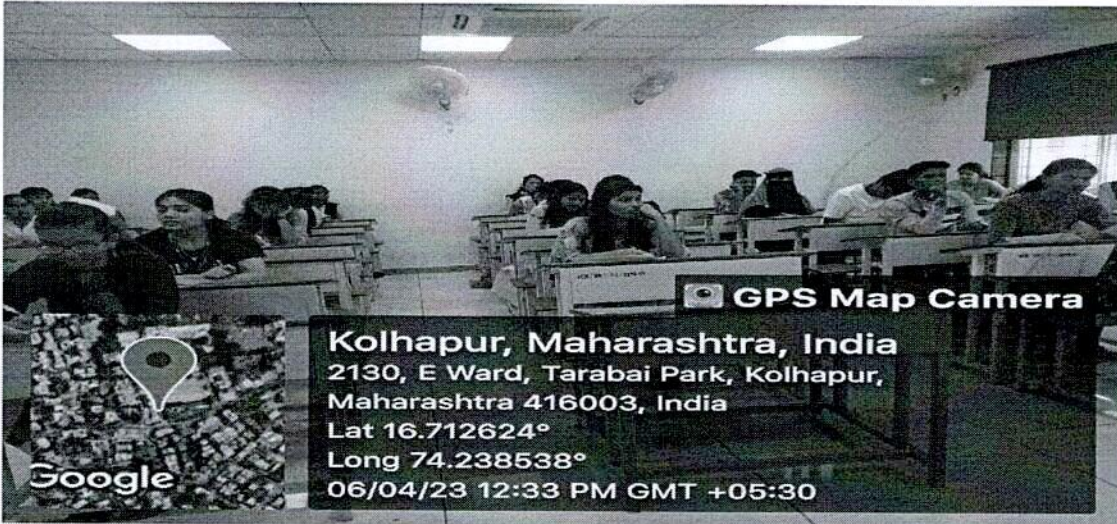 GPS Map Camera
Kolhapur, Maharashtra, India
2130, E Ward, Tarabai Park, Kolhapur,
Maharashtra 416003, India
Lat 16.712624°
Long 74.238538°
06/04/23 12:33 PM GMT +05:30
Google